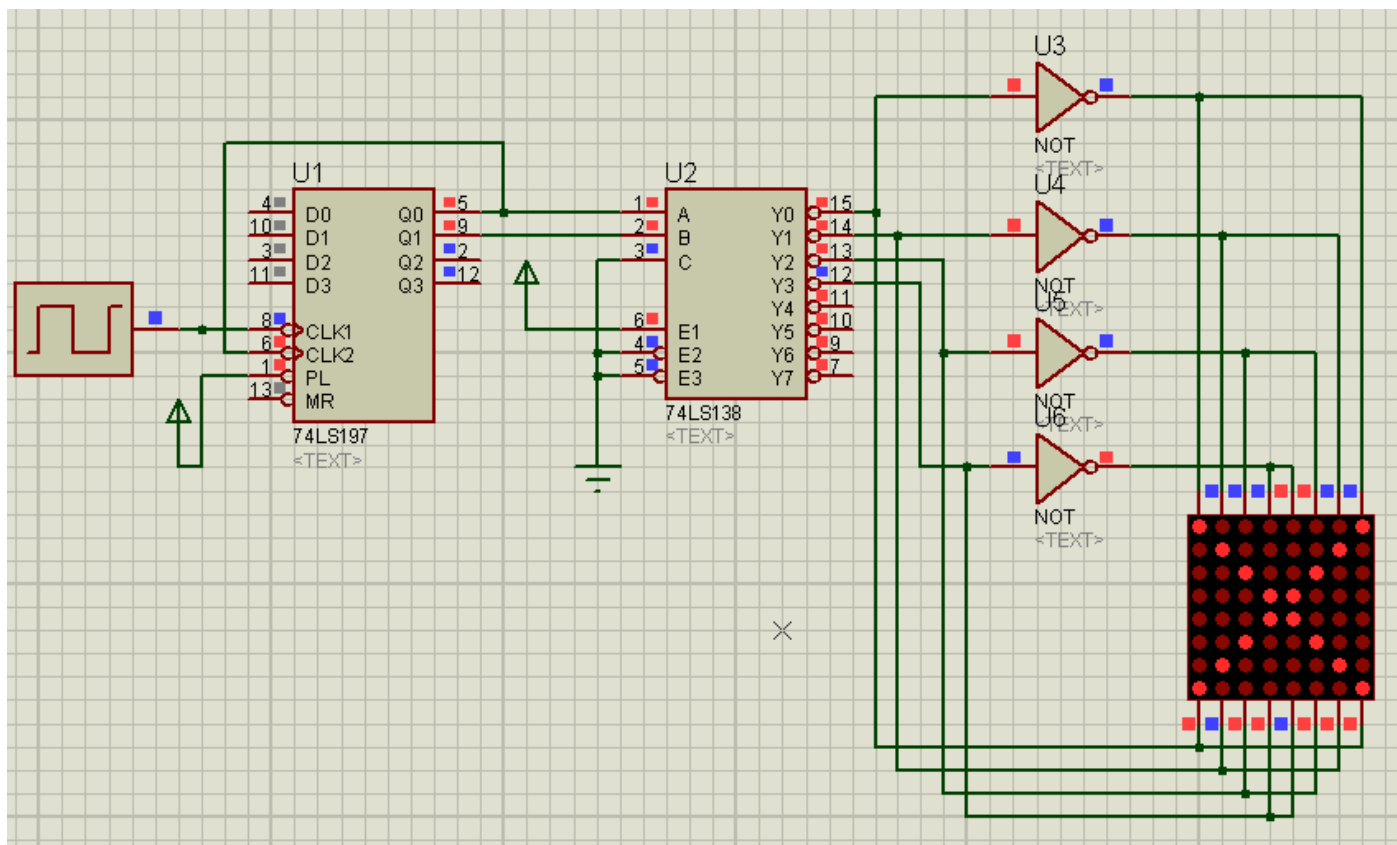 U3
NOT
<TEXT>
U4
NOT
<TEXT>
U5
NOT
<TEXT>
U6
NOT
<TEXT>
U1
4 D0 Q0 5
10 D1 Q1 9
3 D2 Q2 2
11 D3 Q3 12
8 CLK1
6 CLK2
1 PL
13 MR
74LS197
<TEXT>
U2
1 A Y0 15
2 B Y1 14
3 C Y2 13
Y3 12
Y4 11
6 E1 Y5 10
4 E2 Y6 9
5 E3 Y7 7
74LS138
<TEXT>